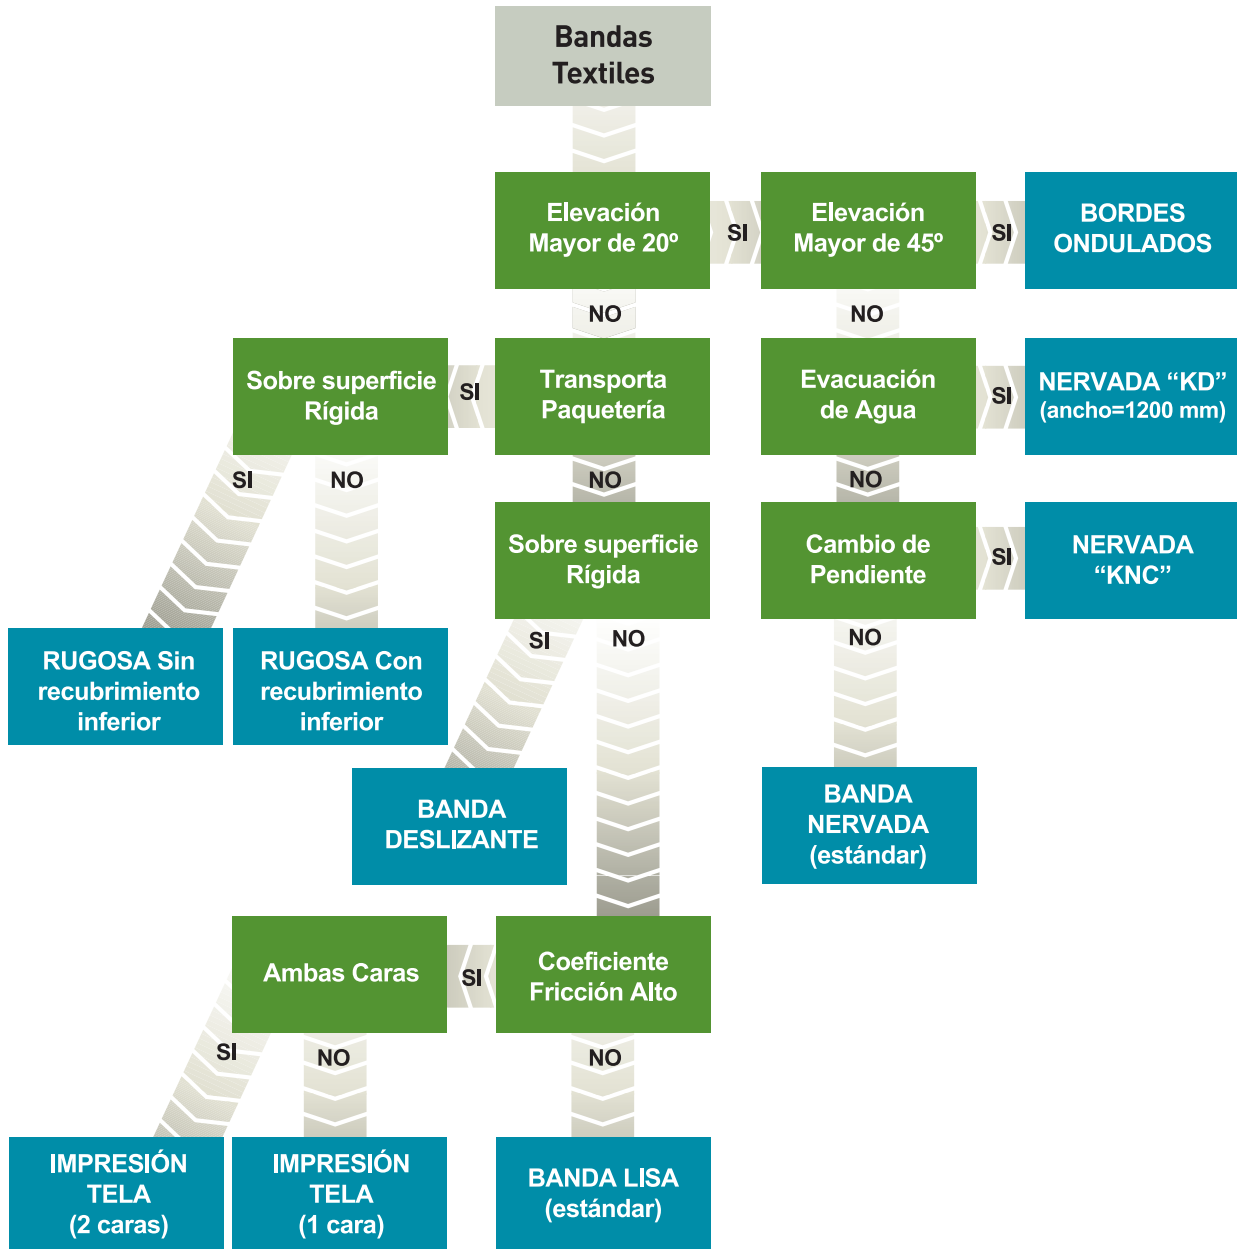 Bandas
Textiles
Elevación
Mayor de 20º
SI
Elevación
Mayor de 45º
SI
BORDES
ONDULADOS
NO
NO
Sobre superficie
Rígida
SI
Transporta
Paquetería
Evacuación
de Agua
SI
NERVADA “KD”
(ancho=1200 mm)
SI
NO
NO
NO
Sobre superficie
Rígida
Cambio de
Pendiente
SI
NERVADA
“KNC”
SI
NO
NO
RUGOSA Sin
recubrimiento
inferior
RUGOSA Con
recubrimiento
inferior
BANDA
DESLIZANTE
BANDA
NERVADA
(estándar)
Ambas Caras
SI
Coeficiente
Fricción Alto
SI
NO
NO
IMPRESIÓN
TELA
(2 caras)
IMPRESIÓN
TELA
(1 cara)
BANDA LISA
(estándar)